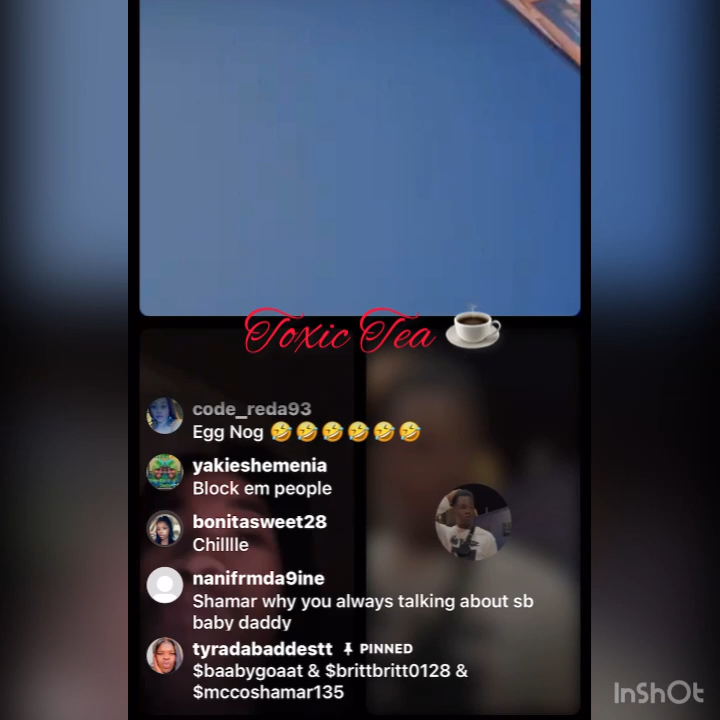 Toxic Tea ☕
code_reda93
Egg Nog 🤣🤣🤣🤣🤣🤣
yakieshemenia
Block em people
bonitasweet28
Chilllle
nanifrmda9ine
Shamar why you always talking about sb
baby daddy
tyradabaddestt PINNED
$baabygoaat & $brittbritt0128 &
$mccoshamar135
InShOt